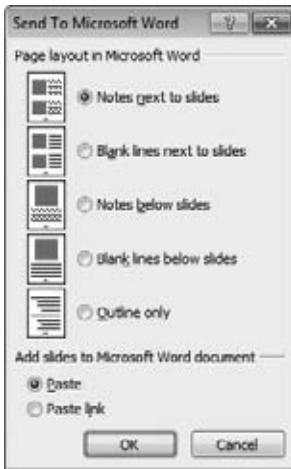 Send To Microsoft Word
Page layout in Microsoft Word
Notes next to slides
Blank lines next to slides
Notes below slides
Blank lines below slides
Outline only
Add slides to Microsoft Word document
Paste
Paste link
OK
Cancel